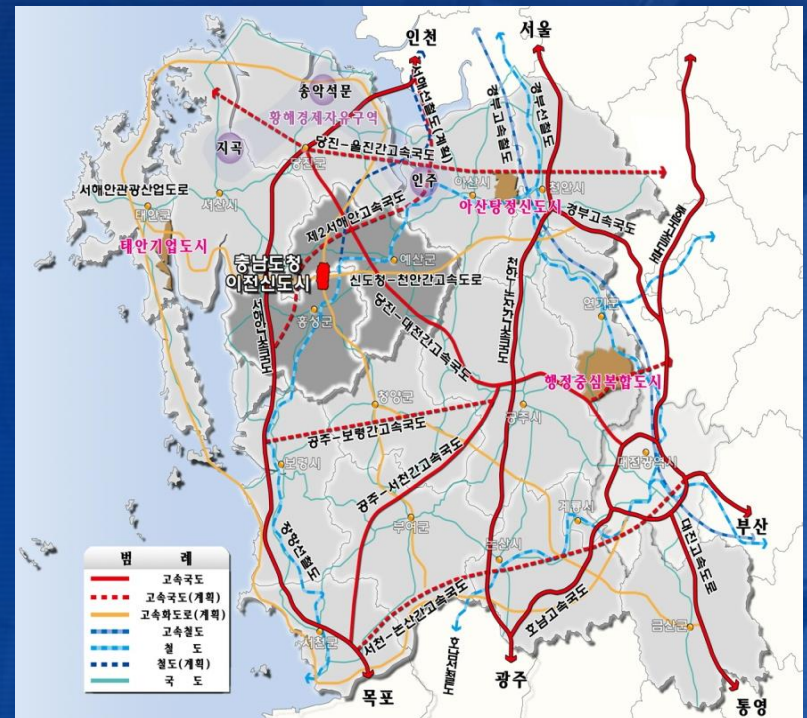 인천
서울
송악석문
황해경제자유구역
지곡
당진군
당진-울진간고속국도
서해선철도(계획)
경부고속철도
경부선철도
인주
아산시
천안시
아산탕정신도시
경부고속국도
서해안관광산업도로
태안군
서산시
태안기업도시
제2서해안고속국도
충남도청
이전신도시
예산군
신도청-천안간고속도로
홍성군
서해안고속국도
당진-대전간고속국도
천안-논산간고속국도
연기군
행정중심복합도시
청양군
공주시
공주-보령간고속국도
보령시
공주-서천간고속국도
대전광역시
계룡시
부여군
논산시
부산
장항선철도
대진고속도로
서천-논산간고속국도
호남고속국도
호남선철도
금산군
서천군
목포
광주
통영
범 례
고속국도
고속국도(계획)
고속화도로(계획)
고속철도
철 도
철도(계획)
국 도